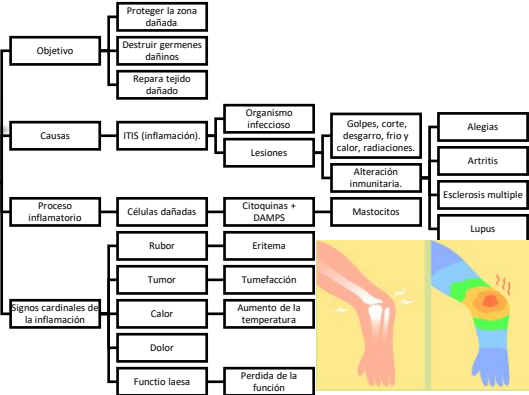 Proteger la zona
dañada
Objetivo
Destruir germenes
dañinos
Repara tejido
dañado
Causas
ITIS (inflamación).
Organismo
infeccioso
Lesiones
Golpes, corte,
desgarro, frio y
calor, radiaciones.
Alteración
inmunitaria.
Alegias
Artritis
Esclerosis multiple
Lupus
Proceso
inflamatorio
Células dañadas
Citoquinas +
DAMPS
Mastocitos
Signos cardinales de
la inflamación
Rubor
Eritema
Tumor
Tumefacción
Calor
Aumento de la
temperatura
Dolor
Functio laesa
Perdida de la
función